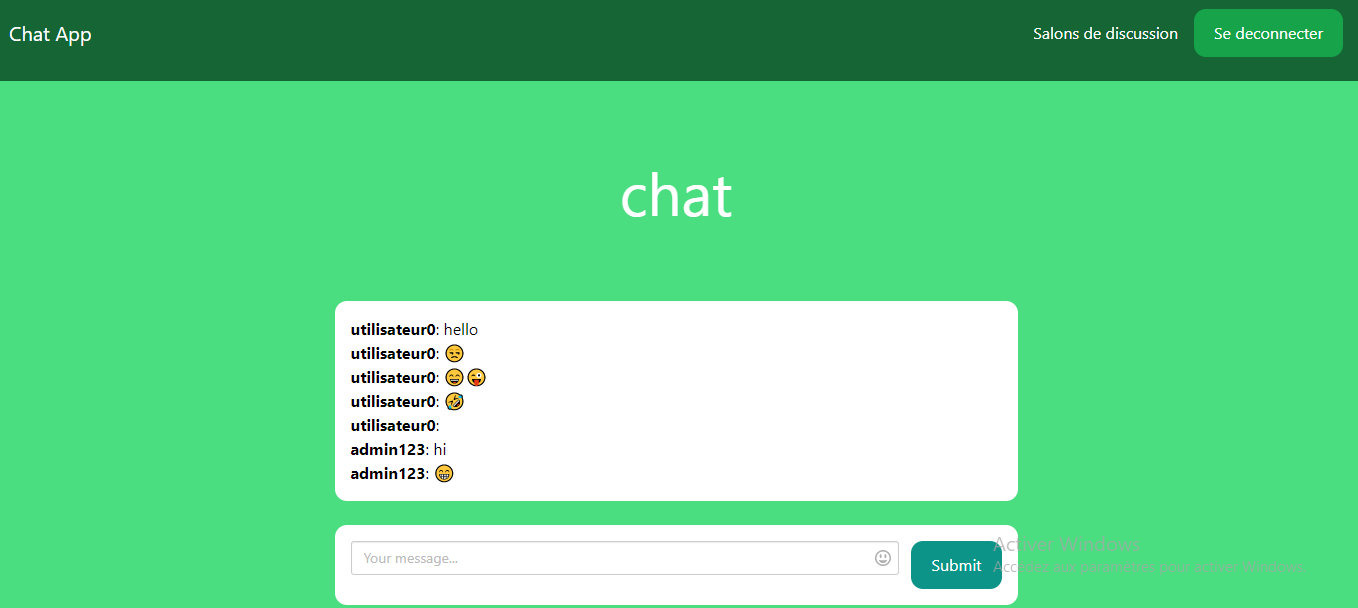 Chat App
Salons de discussion
Se deconnecter
chat
utilisateur0: hello
utilisateur0: 😒
utilisateur0: 😄😜
utilisateur0: 🤣
utilisateur0:
admin123: hi
admin123: 😁
Your message...
Submit
Activer Windows
Accédez aux paramètres pour activer Windows.